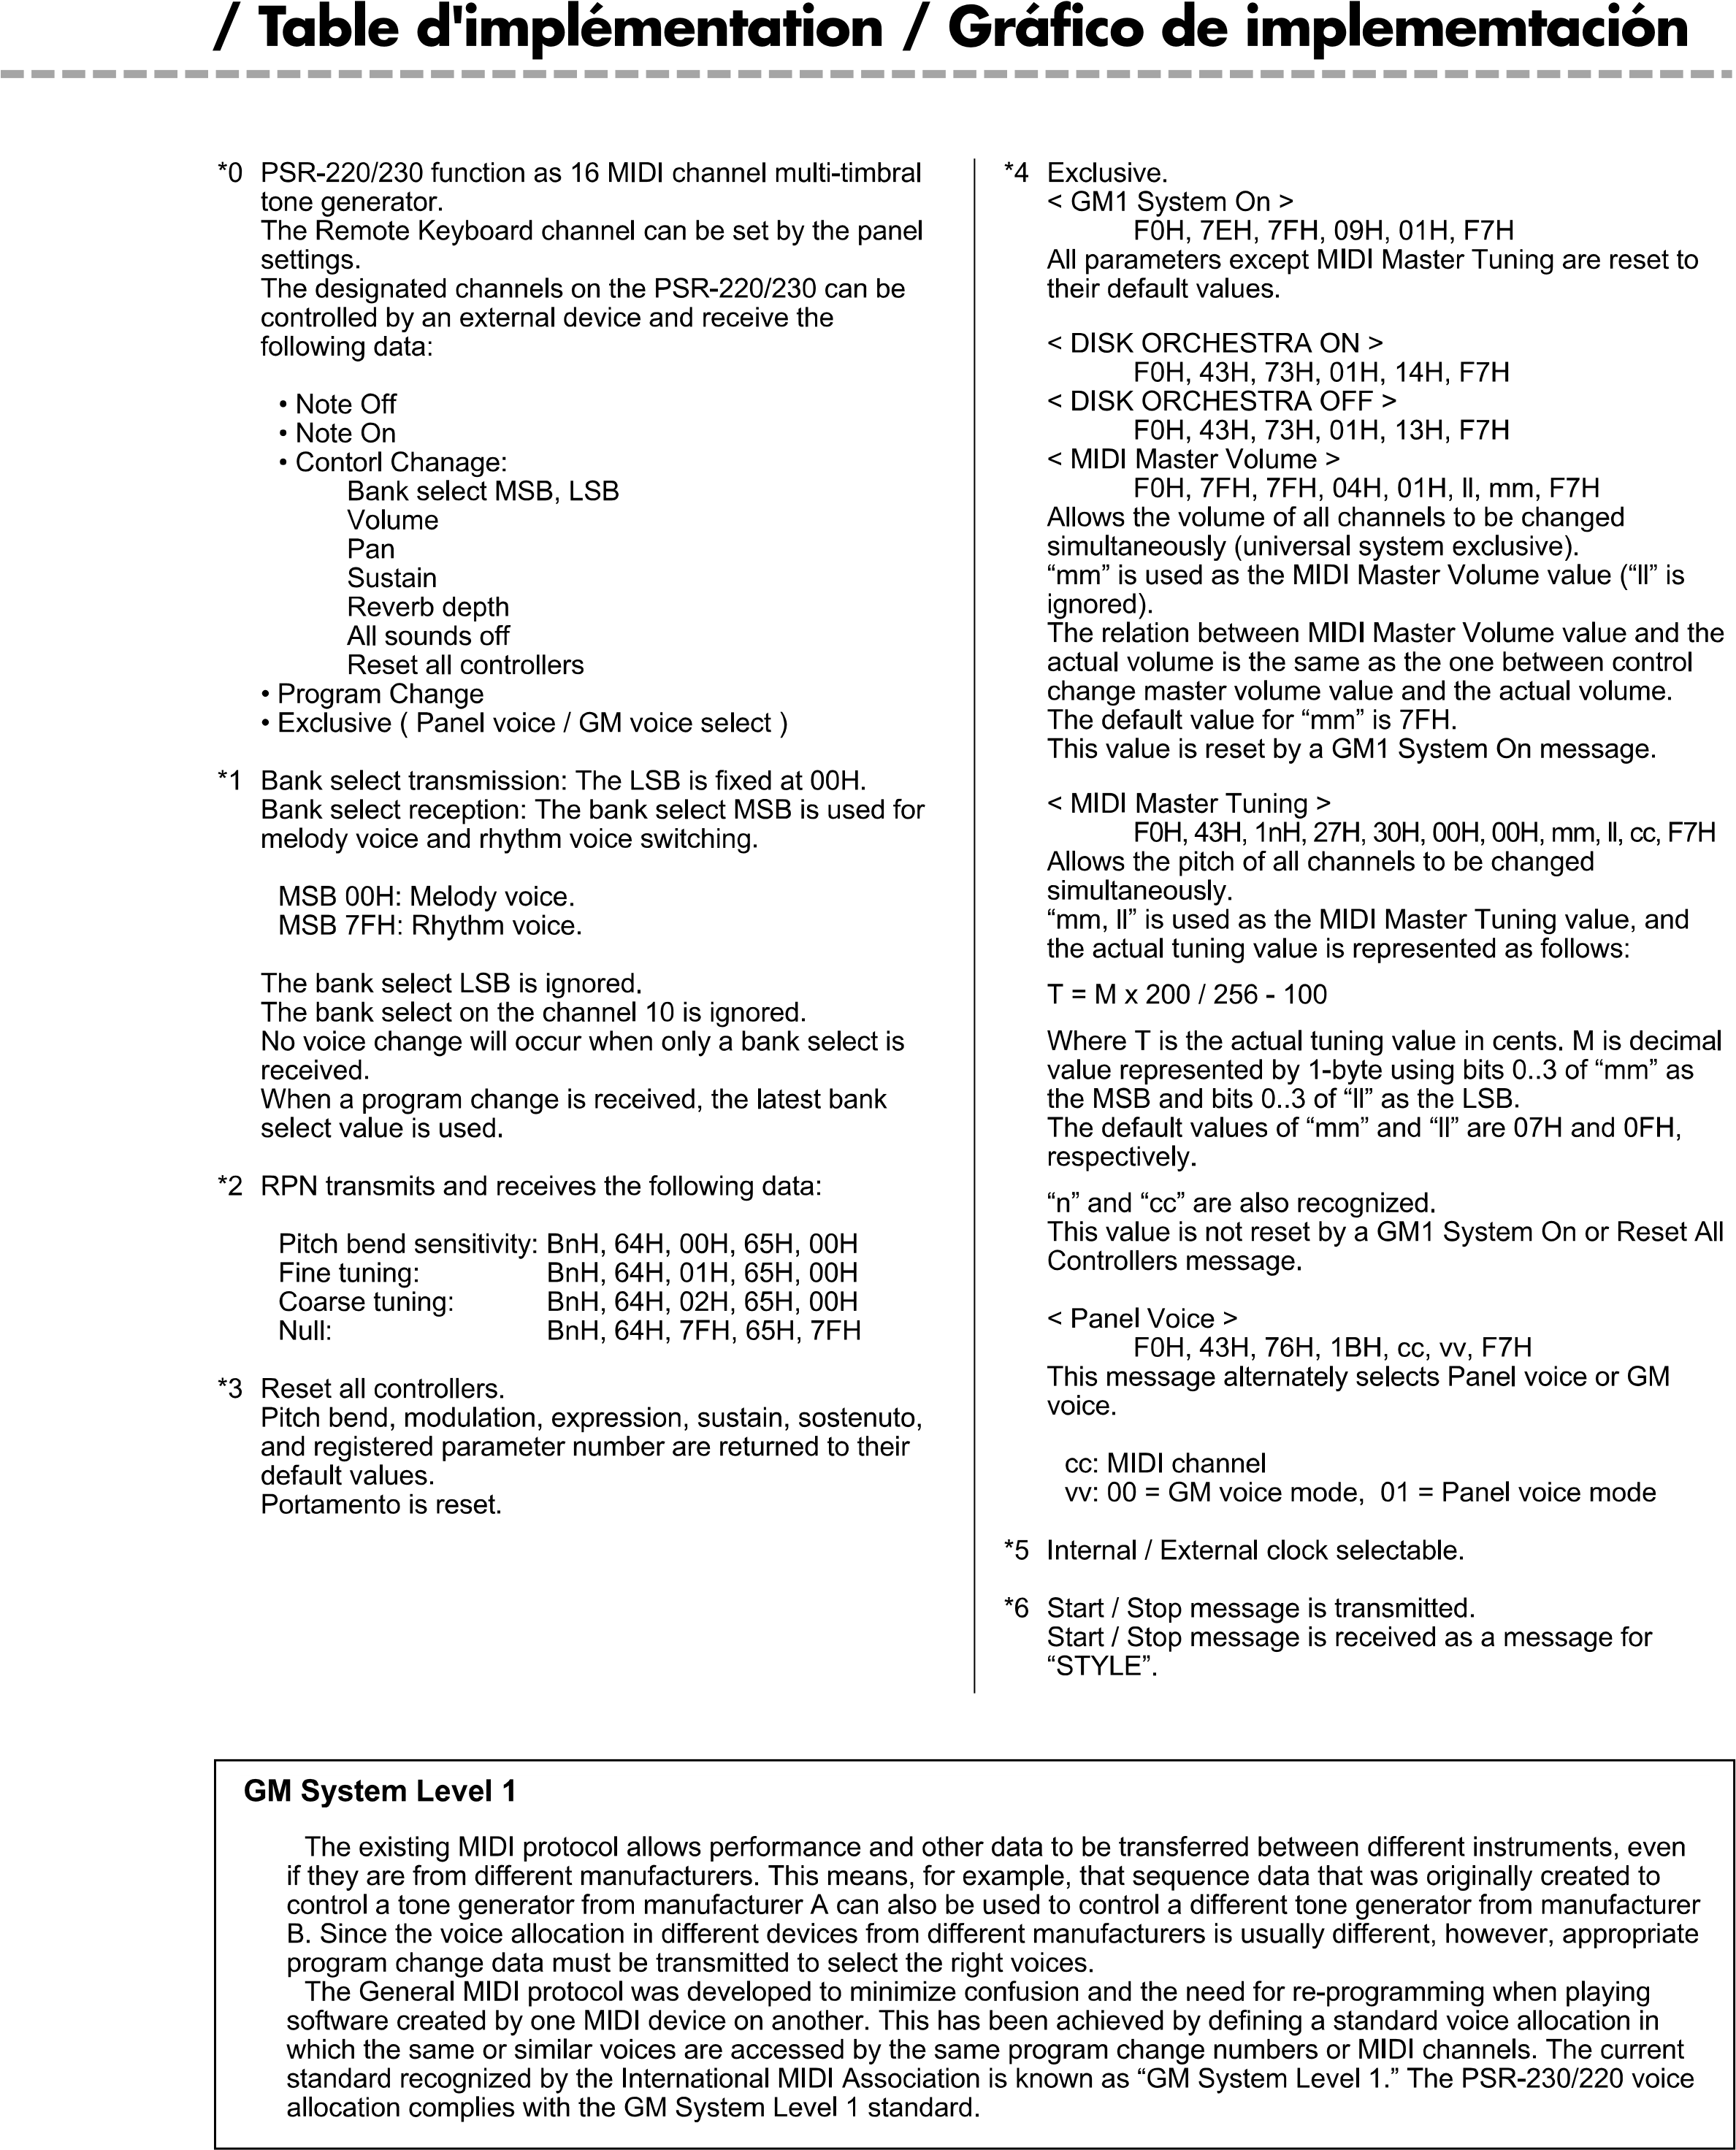 / Table d'implémentation / Gráfico de implememtación
*0 PSR-220/230 function as 16 MIDI channel multi-timbral
tone generator.
The Remote Keyboard channel can be set by the panel
settings.
The designated channels on the PSR-220/230 can be
controlled by an external device and receive the
following data:
• Note Off
• Note On
• Contorl Chanage:
Bank select MSB, LSB
Volume
Pan
Sustain
Reverb depth
All sounds off
Reset all controllers
• Program Change
• Exclusive ( Panel voice / GM voice select )
*1 Bank select transmission: The LSB is fixed at 00H.
Bank select reception: The bank select MSB is used for
melody voice and rhythm voice switching.
MSB 00H: Melody voice.
MSB 7FH: Rhythm voice.
The bank select LSB is ignored.
The bank select on the channel 10 is ignored.
No voice change will occur when only a bank select is
received.
When a program change is received, the latest bank
select value is used.
*2 RPN transmits and receives the following data:
Pitch bend sensitivity: BnH, 64H, 00H, 65H, 00H
Fine tuning: BnH, 64H, 01H, 65H, 00H
Coarse tuning: BnH, 64H, 02H, 65H, 00H
Null: BnH, 64H, 7FH, 65H, 7FH
*3 Reset all controllers.
Pitch bend, modulation, expression, sustain, sostenuto,
and registered parameter number are returned to their
default values.
Portamento is reset.
*4 Exclusive.
< GM1 System On >
F0H, 7EH, 7FH, 09H, 01H, F7H
All parameters except MIDI Master Tuning are reset to
their default values.
< DISK ORCHESTRA ON >
F0H, 43H, 73H, 01H, 14H, F7H
< DISK ORCHESTRA OFF >
F0H, 43H, 73H, 01H, 13H, F7H
< MIDI Master Volume >
F0H, 7FH, 7FH, 04H, 01H, ll, mm, F7H
Allows the volume of all channels to be changed
simultaneously (universal system exclusive).
“mm” is used as the MIDI Master Volume value (“ll” is
ignored).
The relation between MIDI Master Volume value and the
actual volume is the same as the one between control
change master volume value and the actual volume.
The default value for “mm” is 7FH.
This value is reset by a GM1 System On message.
< MIDI Master Tuning >
F0H, 43H, 1nH, 27H, 30H, 00H, 00H, mm, ll, cc, F7H
Allows the pitch of all channels to be changed
simultaneously.
“mm, ll” is used as the MIDI Master Tuning value, and
the actual tuning value is represented as follows:
T = M x 200 / 256 - 100
Where T is the actual tuning value in cents. M is decimal
value represented by 1-byte using bits 0..3 of “mm” as
the MSB and bits 0..3 of “ll” as the LSB.
The default values of “mm” and “ll” are 07H and 0FH,
respectively.
“n” and “cc” are also recognized.
This value is not reset by a GM1 System On or Reset All
Controllers message.
< Panel Voice >
F0H, 43H, 76H, 1BH, cc, vv, F7H
This message alternately selects Panel voice or GM
voice.
cc: MIDI channel
vv: 00 = GM voice mode, 01 = Panel voice mode
*5 Internal / External clock selectable.
*6 Start / Stop message is transmitted.
Start / Stop message is received as a message for
“STYLE”.
GM System Level 1
The existing MIDI protocol allows performance and other data to be transferred between different instruments, even
if they are from different manufacturers. This means, for example, that sequence data that was originally created to
control a tone generator from manufacturer A can also be used to control a different tone generator from manufacturer
B. Since the voice allocation in different devices from different manufacturers is usually different, however, appropriate
program change data must be transmitted to select the right voices.
The General MIDI protocol was developed to minimize confusion and the need for re-programming when playing
software created by one MIDI device on another. This has been achieved by defining a standard voice allocation in
which the same or similar voices are accessed by the same program change numbers or MIDI channels. The current
standard recognized by the International MIDI Association is known as “GM System Level 1.” The PSR-230/220 voice
allocation complies with the GM System Level 1 standard.